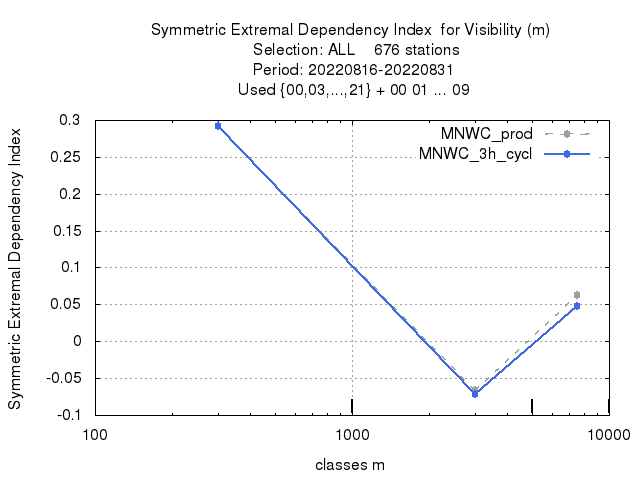 Symmetric Extremal Dependency Index for Visibility (m)
Selection: ALL 676 stations
Period: 20220816-20220831
Used {00,03,...,21} + 00 01 ... 09
Symmetric Extremal Dependency Index
0.3
0.25
0.2
0.15
0.1
0.05
0
-0.05
-0.1
MNWC_prod
MNWC_3h_cycl
100
1000
10000
classes m